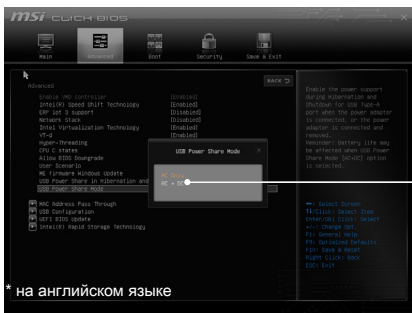 msi CLICK BIOS
Main
Advanced
Boot
Security
Save & Exit
BACK
Advanced
Enable VMD controller [Enabled]
Intel(R) Speed Shift Technology [Enabled]
ERP Lot 3 support [Disabled]
Network Stack [Disabled]
Intel Virtualization Technology [Enabled]
VT-d [Enabled]
Hyper-Threading
CPU C states
Allow BIOS Downgrade
User Scenario
ME firmware Windows Update
USB Power Share in Hibernation and
USB Power Share Mode
MAC Address Pass Through
USB Configuration
UEFI BIOS Update
Intel(R) Rapid Storage Technology
USB Power Share Mode
AC Only
AC + DC
Enable the power support
during Hibernation and
Shutdown for USB Type-A
port when the power adapter
is connected, or the power
adapter is connected and
removed.
Reminder: Battery life may
be affected when USB Power
Share Mode [AC+DC] option
is selected.
: Select Screen
/Click: Select Item
Enter/Dbl Click: Select
+/-: Change Opt.
F1: General Help
F9: Optimized Defaults
F10: Save & Reset
Right Click: Back
ESC: Exit
* на английском языке